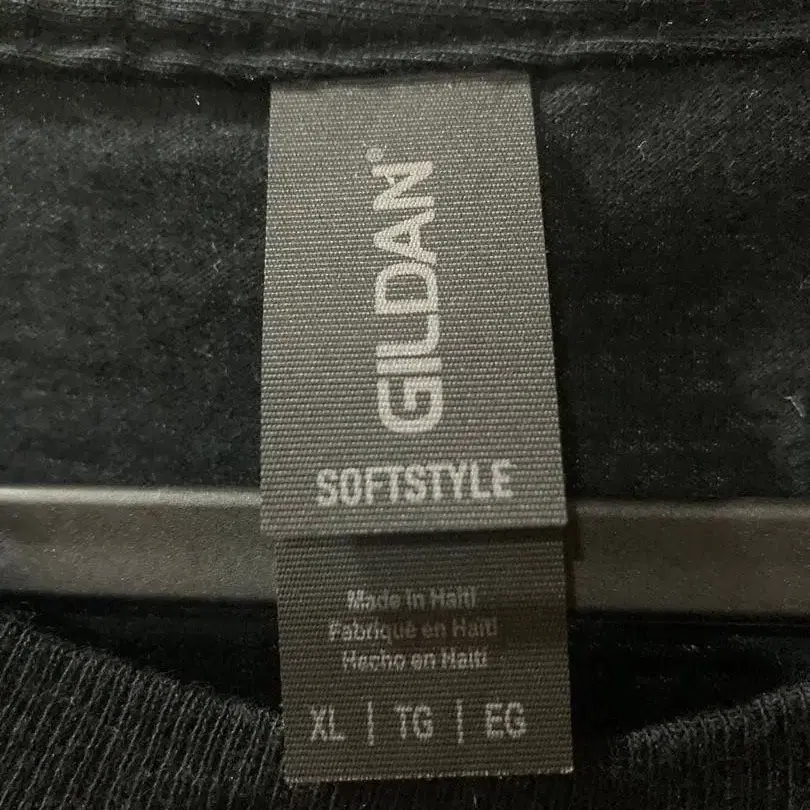 GILDAN®
SOFTSTYLE
Made in Haiti
Fabriqué en Haïti
Hecho en Haití
XL | TG | EG